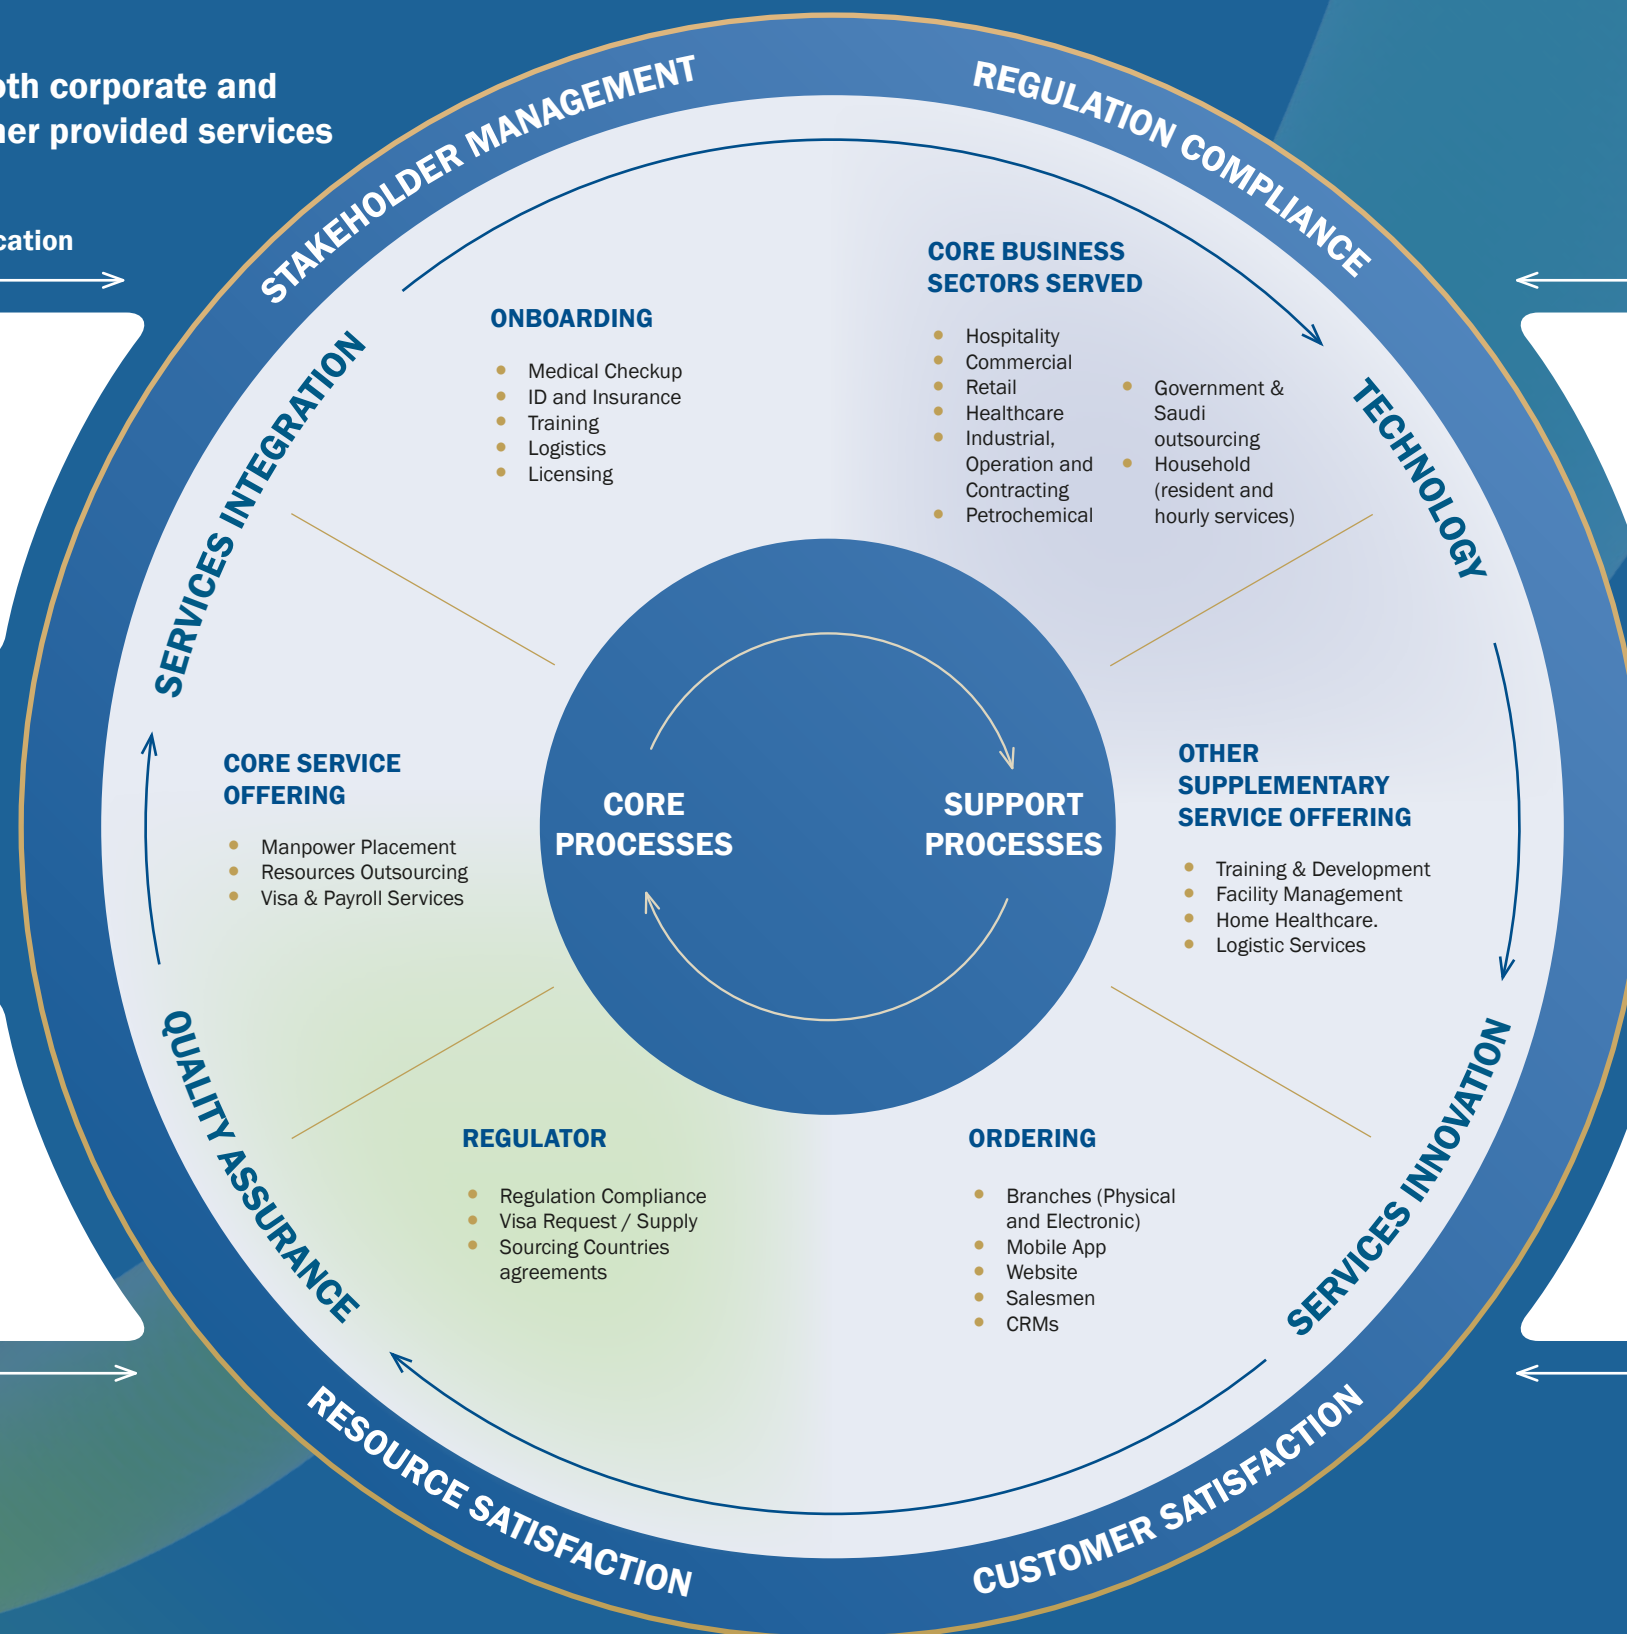 oth corporate and
her provided services
cation
STAKEHOLDER MANAGEMENT
REGULATION COMPLIANCE
SERVICES INTEGRATION
TECHNOLOGY
ONBOARDING
Medical Checkup
ID and Insurance
Training
Logistics
Licensing
CORE BUSINESS
SECTORS SERVED
Hospitality
Commercial
Retail
Healthcare
Industrial,
Operation and
Contracting
Petrochemical
Government &
Saudi
outsourcing
Household
(resident and
hourly services)
CORE SERVICE
OFFERING
Manpower Placement
Resources Outsourcing
Visa & Payroll Services
CORE
PROCESSES
SUPPORT
PROCESSES
OTHER
SUPPLEMENTARY
SERVICE OFFERING
Training & Development
Facility Management
Home Healthcare.
Logistic Services
QUALITY ASSURANCE
SERVICES INNOVATION
REGULATOR
Regulation Compliance
Visa Request / Supply
Sourcing Countries
agreements
ORDERING
Branches (Physical
and Electronic)
Mobile App
Website
Salesmen
CRMs
RESOURCE SATISFACTION
CUSTOMER SATISFACTION